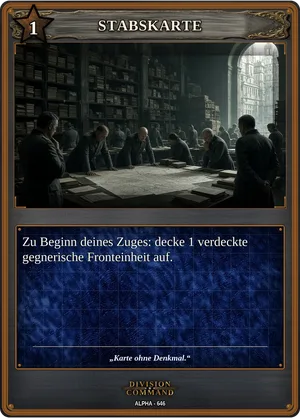 1
STABSKARTE
Zu Beginn deines Zuges: decke 1 verdeckte
gegnerische Fronteinheit auf.
„Karte ohne Denkmal.“
DIVISION
COMMAND
ALPHA - 646